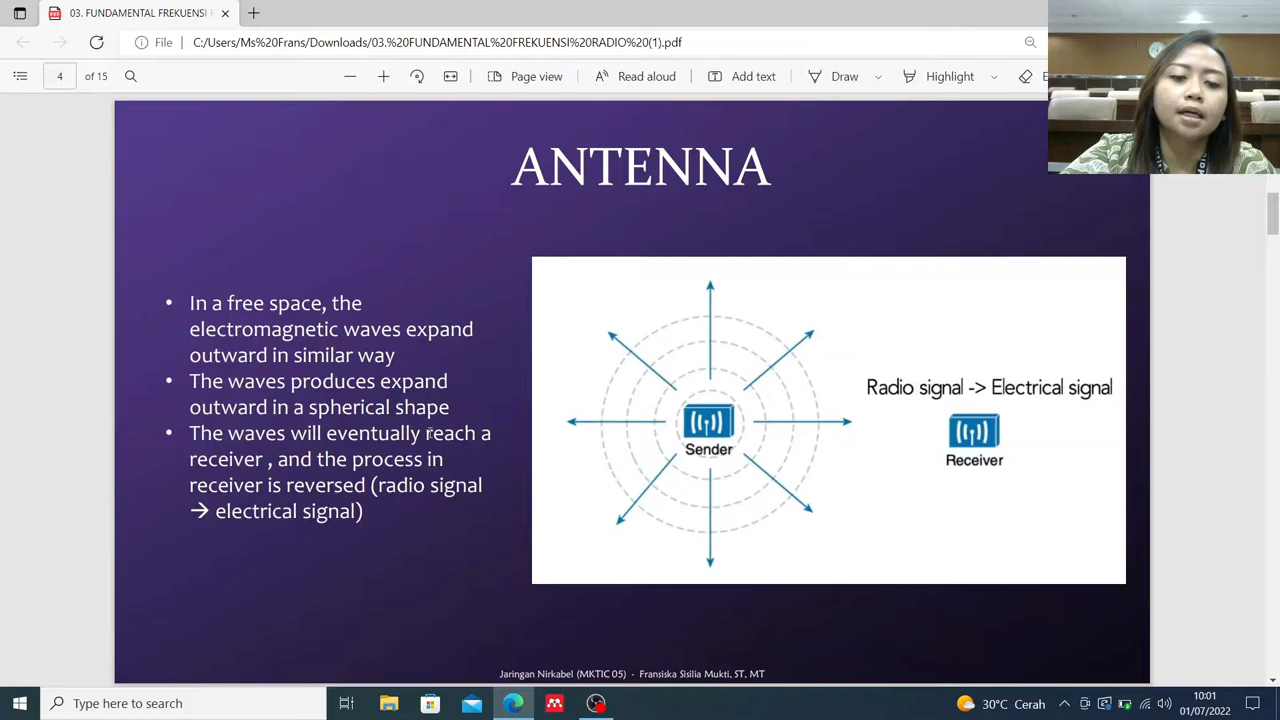 03. FUNDAMENTAL FREKUENSI
File
C:/Users/Ms%20Frans/Downloads/03.%20FUNDAMENTAL%20FREKUENSI%20RADIO%20(1).pdf
4
of 15
Page view
Read aloud
Add text
Draw
Highlight
ANTENNA
• In a free space, the
electromagnetic waves expand
outward in similar way
• The waves produces expand
outward in a spherical shape
• The waves will eventually reach a
receiver , and the process in
receiver is reversed (radio signal
→ electrical signal)
Sender
Radio signal -> Electrical signal
Receiver
Jaringan Nirkabel (MKTIC 05) - Fransiska Sisilia Mukti, ST, MT
Type here to search
30°C Cerah
10:01
01/07/2022